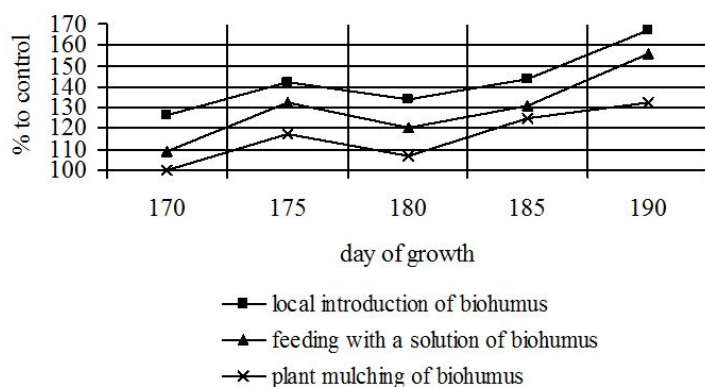 170
160
150
140
130
120
110
100
% to control
170 175 180 185 190
day of growth
local introduction of biohumus
feeding with a solution of biohumus
plant mulching of biohumus